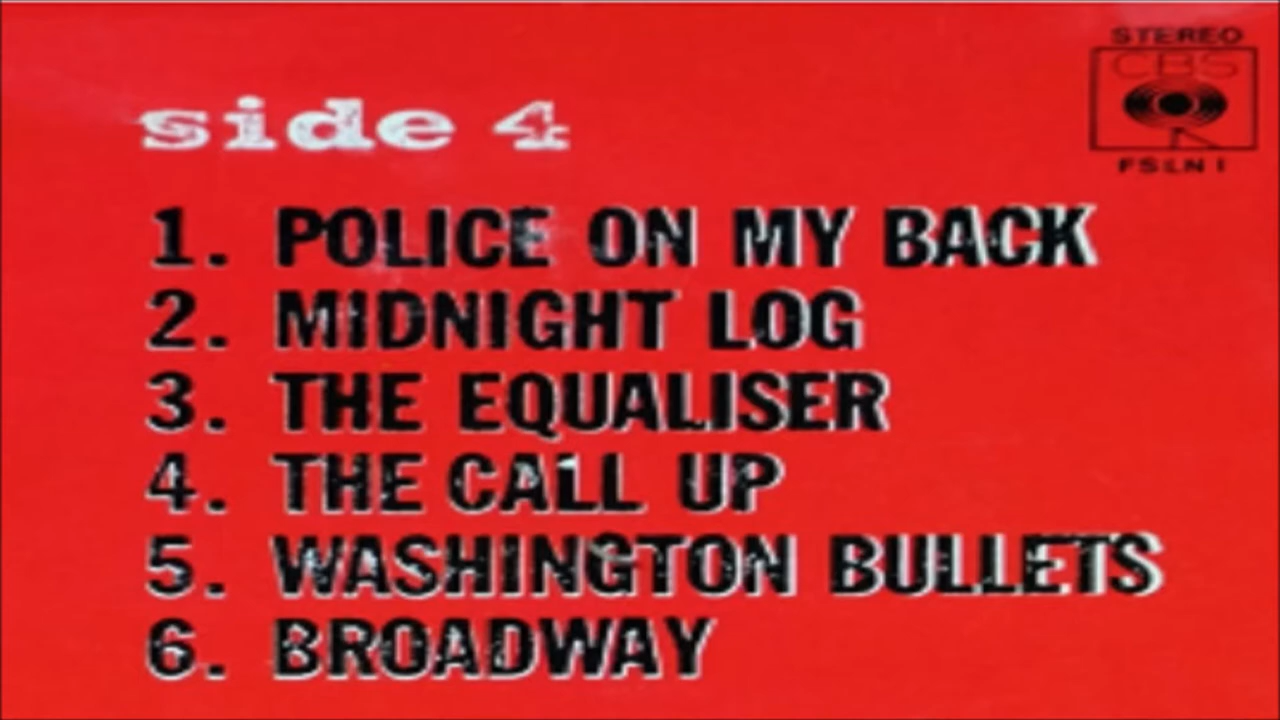 STEREO
CBS
FSLN 1
side 4
1. POLICE ON MY BACK
2. MIDNIGHT LOG
3. THE EQUALISER
4. THE CALL UP
5. WASHINGTON BULLETS
6. BROADWAY